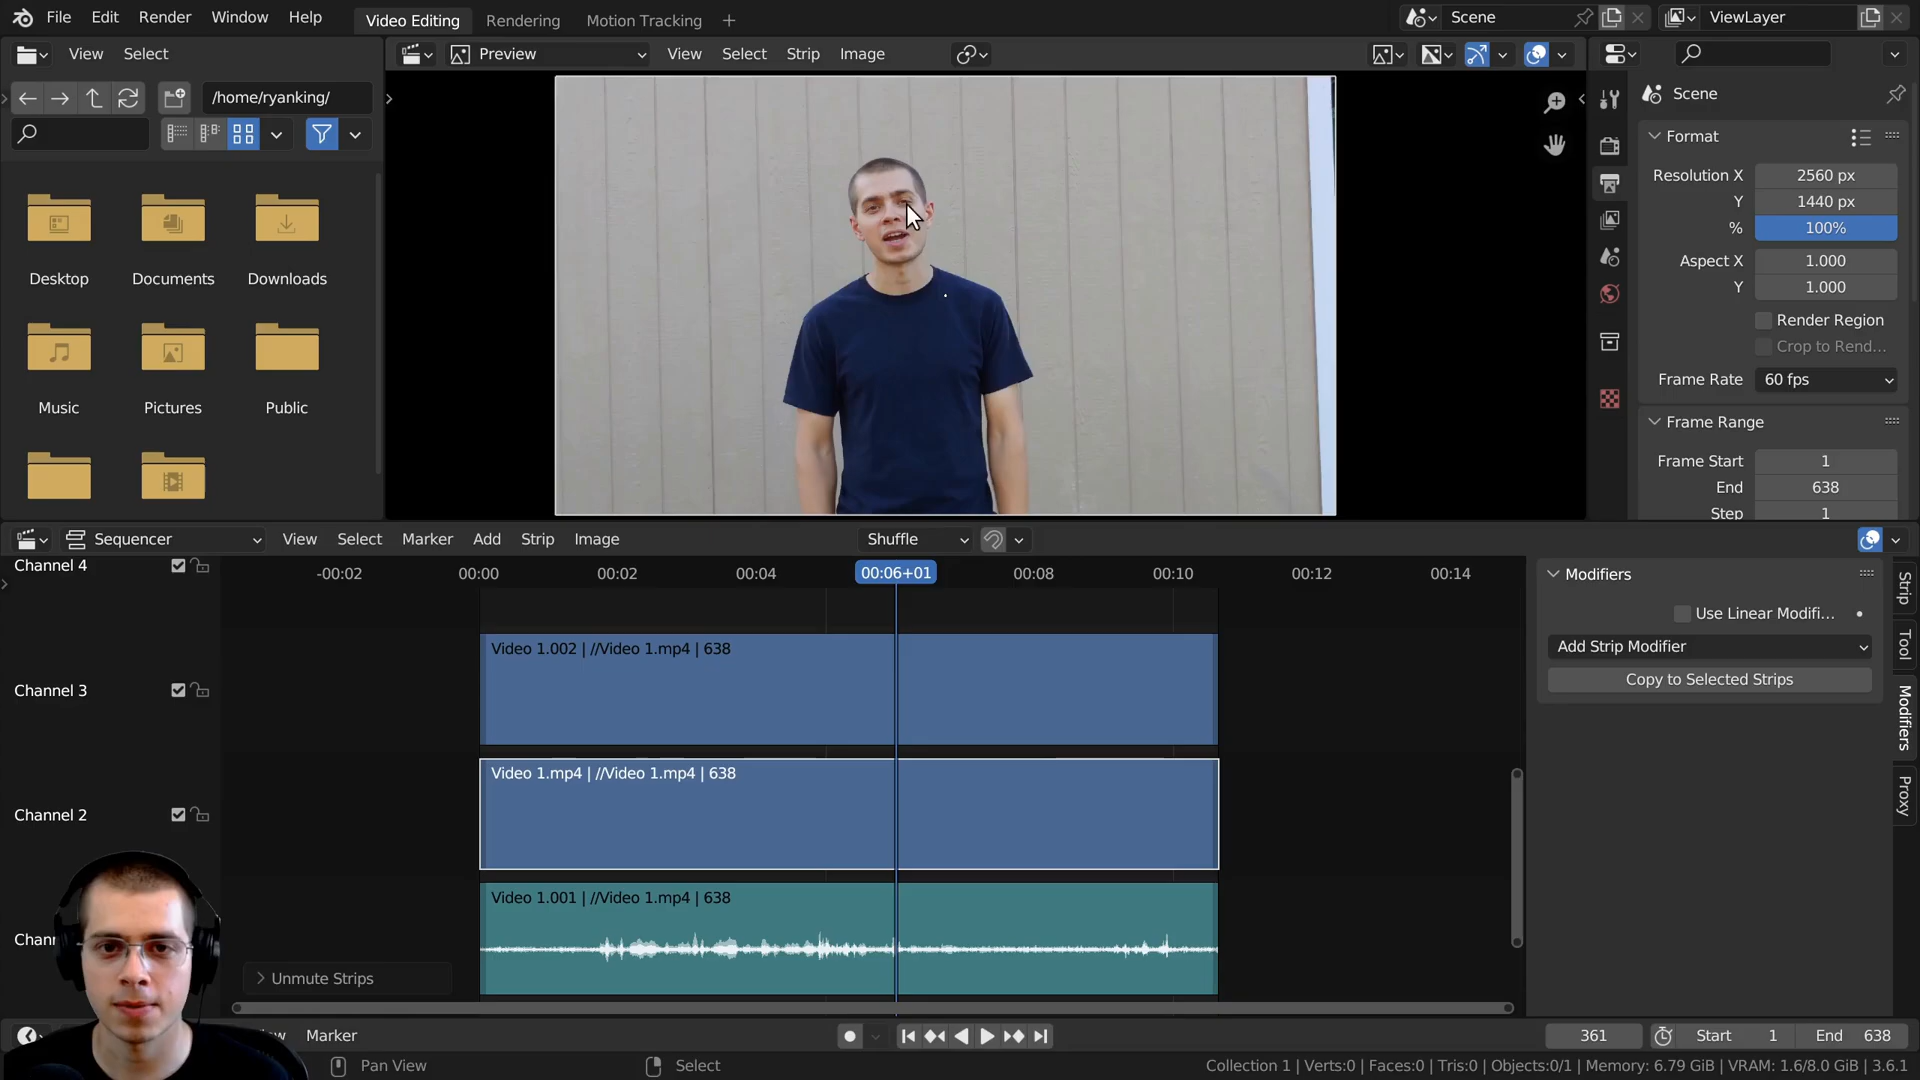 File Edit Render Window Help Video Editing Rendering Motion Tracking + Scene ViewLayer
View Select Preview View Select Strip Image
/home/ryanking/ Scene
Format
Resolution X 2560 px
Y 1440 px
% 100%
Desktop Documents Downloads Aspect X 1.000
Y 1.000
Render Region
Crop to Rend...
Frame Rate 60 fps
Music Pictures Public
Frame Range
Frame Start 1
End 638
Step 1
Sequencer View Select Marker Add Strip Image Shuffle
Channel 4 -00:02 00:00 00:02 00:04 00:06+01 00:08 00:10 00:12 00:14
Modifiers
Use Linear Modifi...
Add Strip Modifier
Copy to Selected Strips
Strip
Tool
Modifiers
Proxy
Video 1.002 | //Video 1.mp4 | 638
Channel 3
Video 1.mp4 | //Video 1.mp4 | 638
Channel 2
Video 1.001 | //Video 1.mp4 | 638
Chann
Unmute Strips
Marker 361 Start 1 End 638
Pan View Select Collection 1 | Verts:0 | Faces:0 | Tris:0 | Objects:0/1 | Memory: 6.79 GiB | VRAM: 1.6/8.0 GiB | 3.6.1